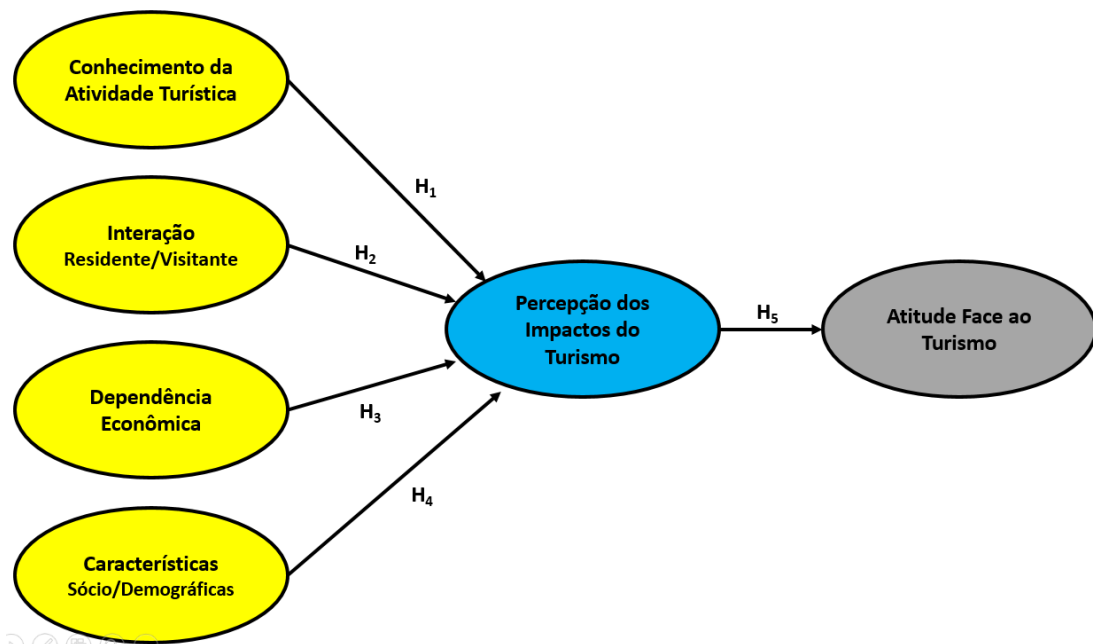 Conhecimento da
Atividade Turística
H1
Interação
Residente/Visitante
H2
Percepção dos
Impactos do
Turismo
H5
Atitude Face ao
Turismo
Dependência
Econômica
H3
H4
Características
Sócio/Demográficas